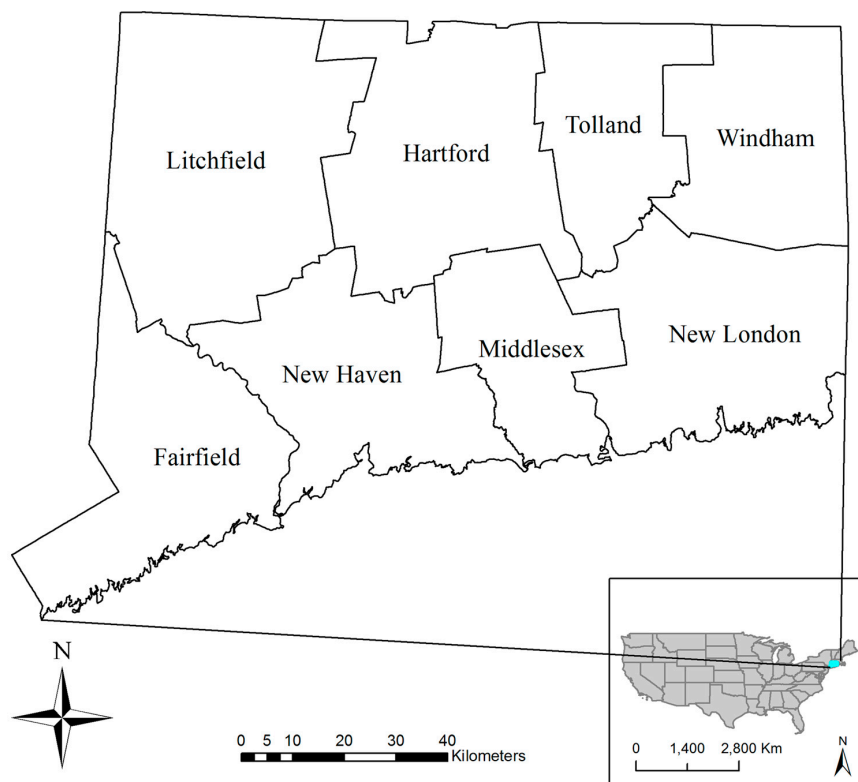 Tolland
Windham
Litchfield
Hartford
New London
Middlesex
New Haven
Fairfield
N
0 5 10 20 30 40
Kilometers
0 1,400 2,800 Km
N